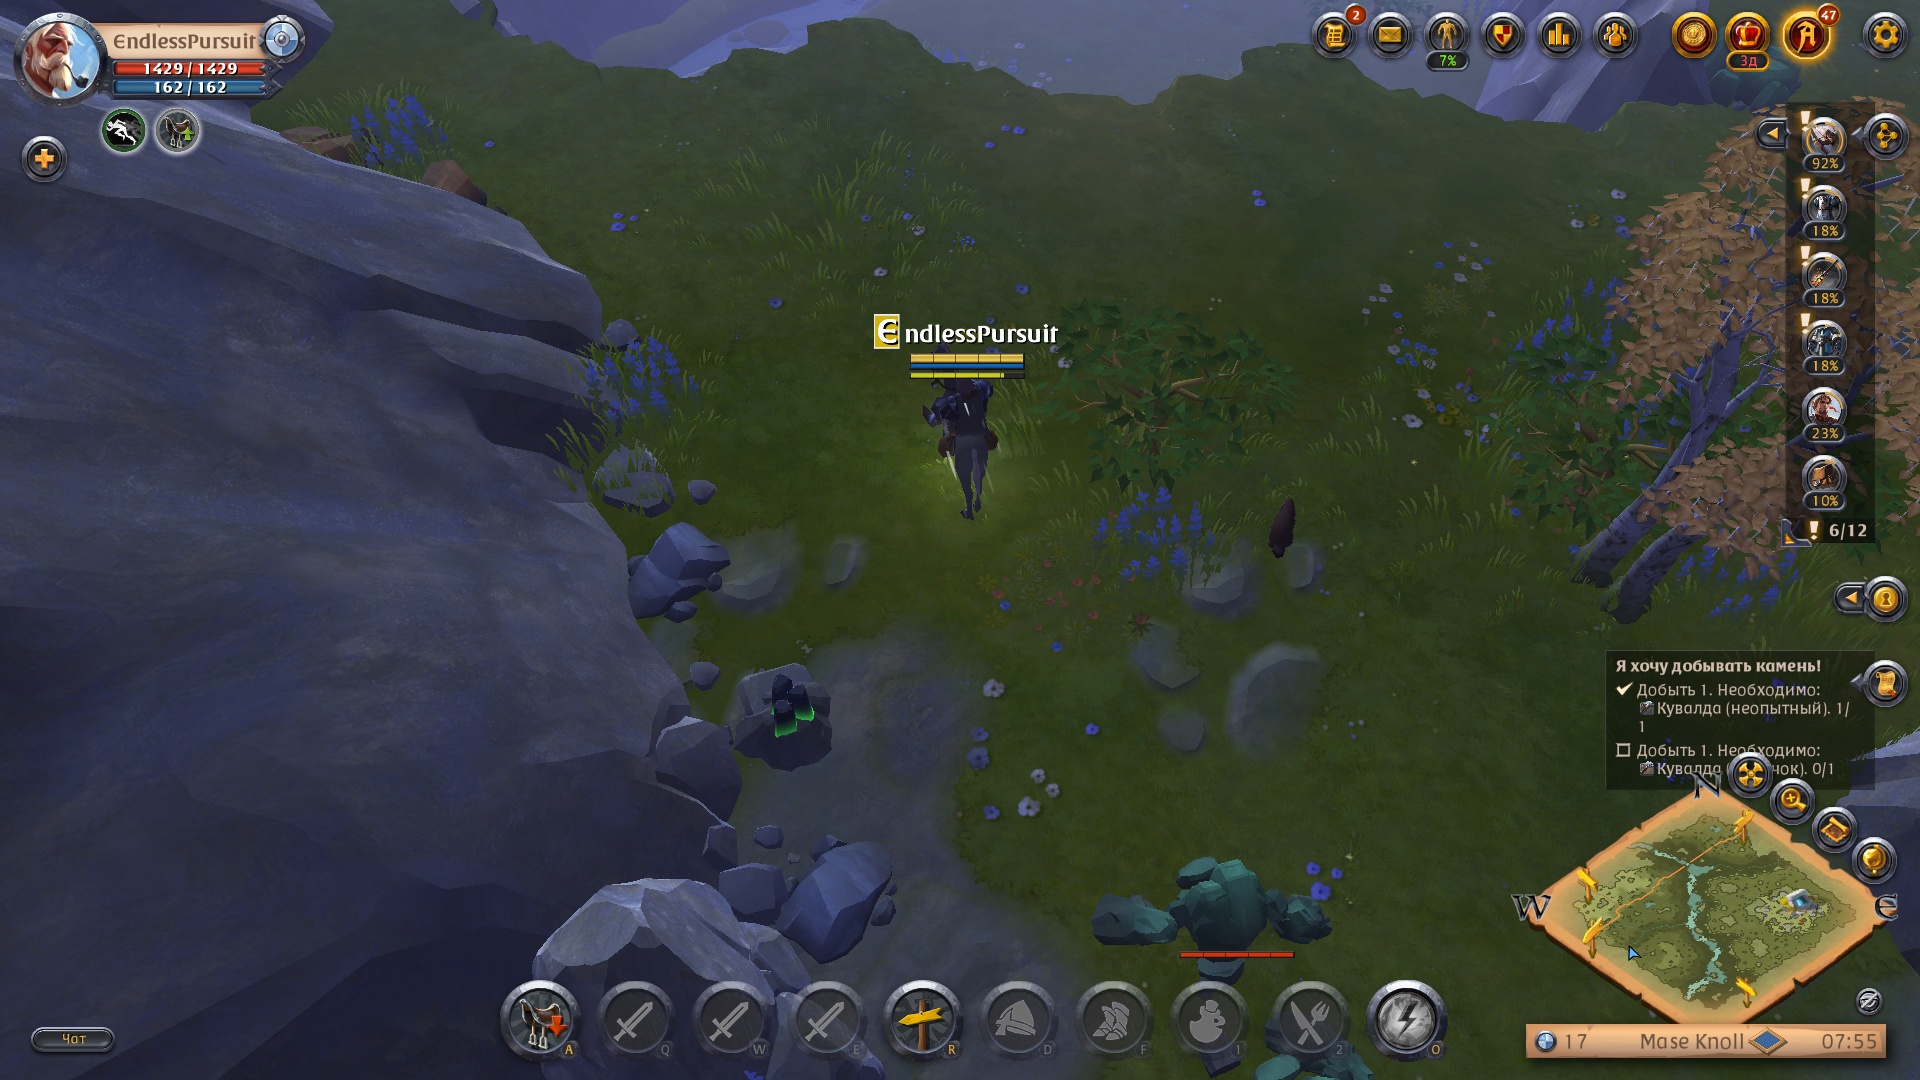 EndlessPursuit
1429 / 1429
162 / 162
2
7%
3д
47
92%
18%
18%
18%
23%
10%
6/12
EndlessPursuit
Я хочу добывать камень!
Добыть 1. Необходимо:
Кувалда (неопытный). 1/
1
Добыть 1. Необходимо:
Кувалда
чок). 0/1
N
W
E
A
Q
W
E
R
D
F
1
2
O
Чат
17
Mase Knoll
07:55